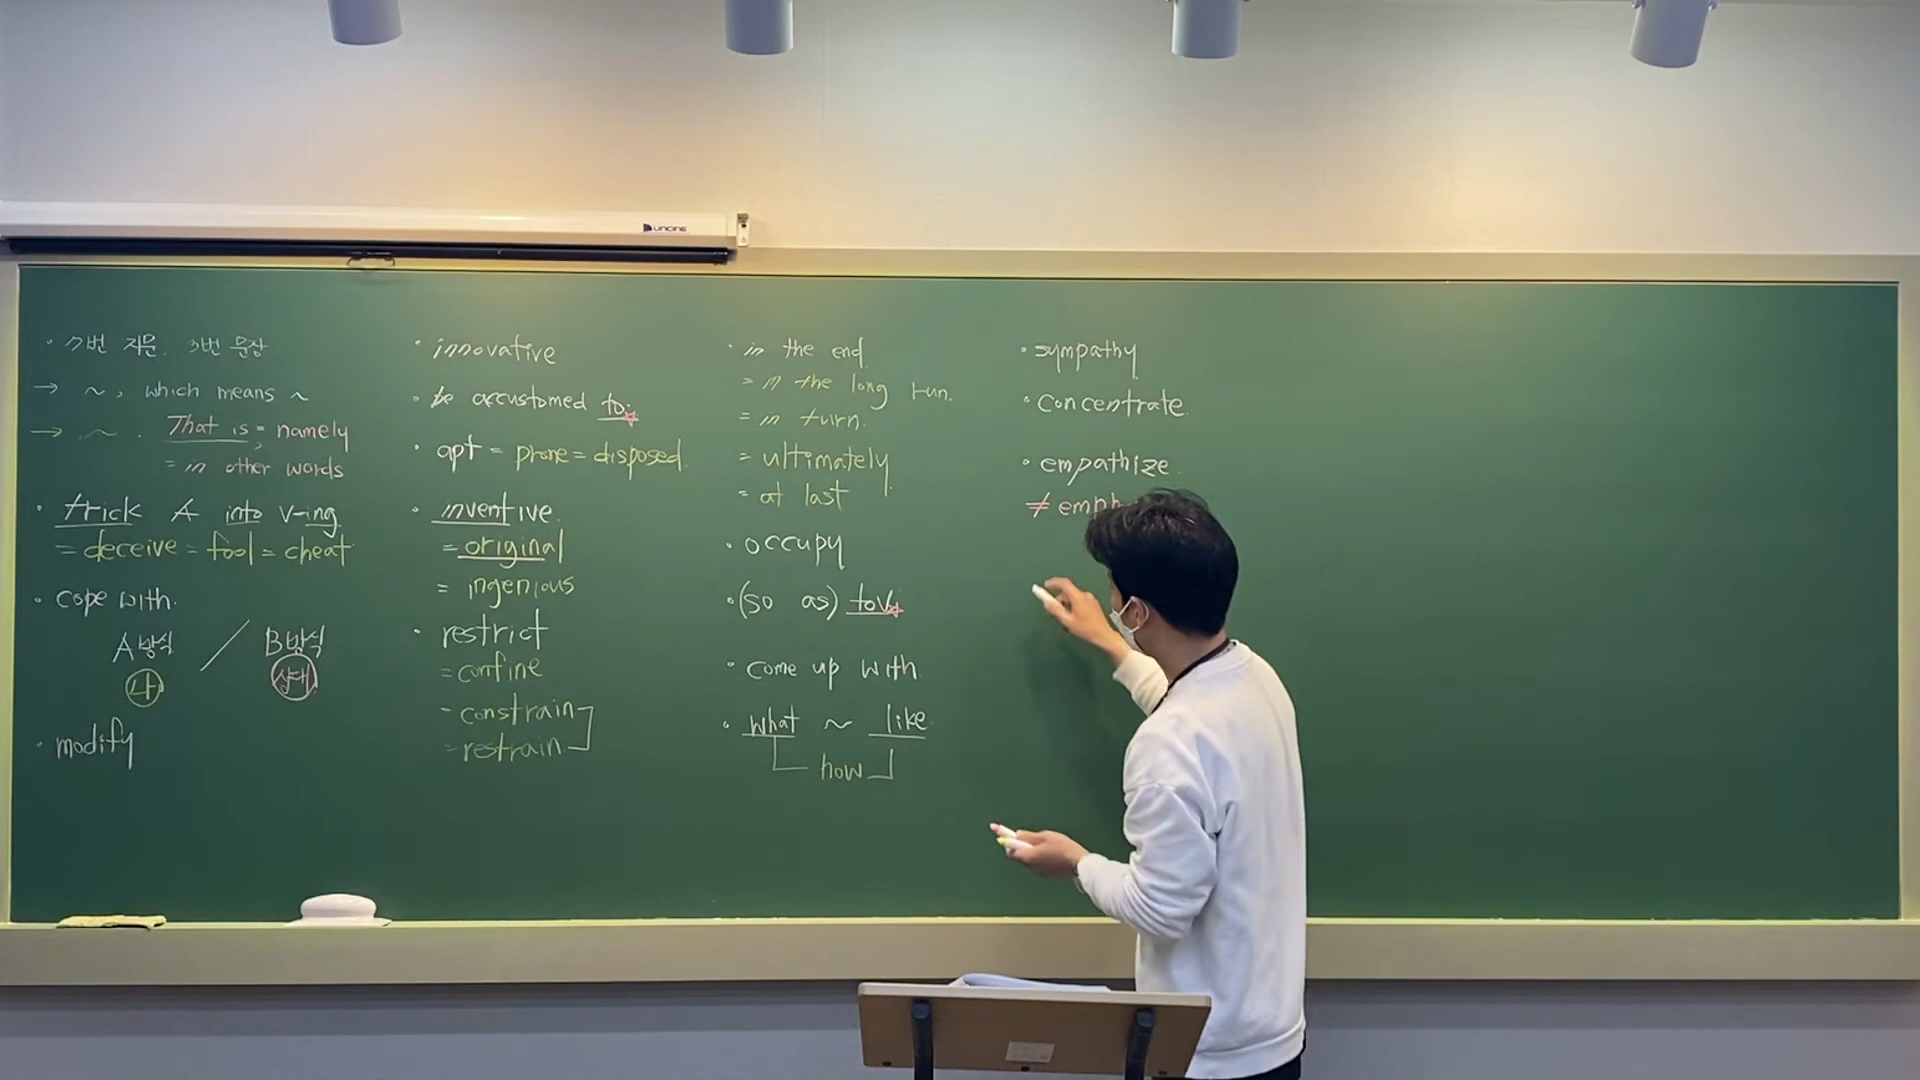 · 7번 지문. 3번 문장
→ ~, which means ~
→ ~. That is, = namely
= in other words
· trick A into v-ing.
= deceive = fool = cheat
· cope with.
A방식 / B방식
나 상대
· modify
· innovative
· be accustomed to
· apt = prone = disposed.
· inventive.
= original
= ingenious
· restrict
= confine
- constrain
= restrain
· in the end
= in the long run.
= in turn.
= ultimately
= at last
· occupy
· (so as) toV
· come up with
· what ~ like
how
· sympathy
· concentrate
· empathize
≠
UNCINE